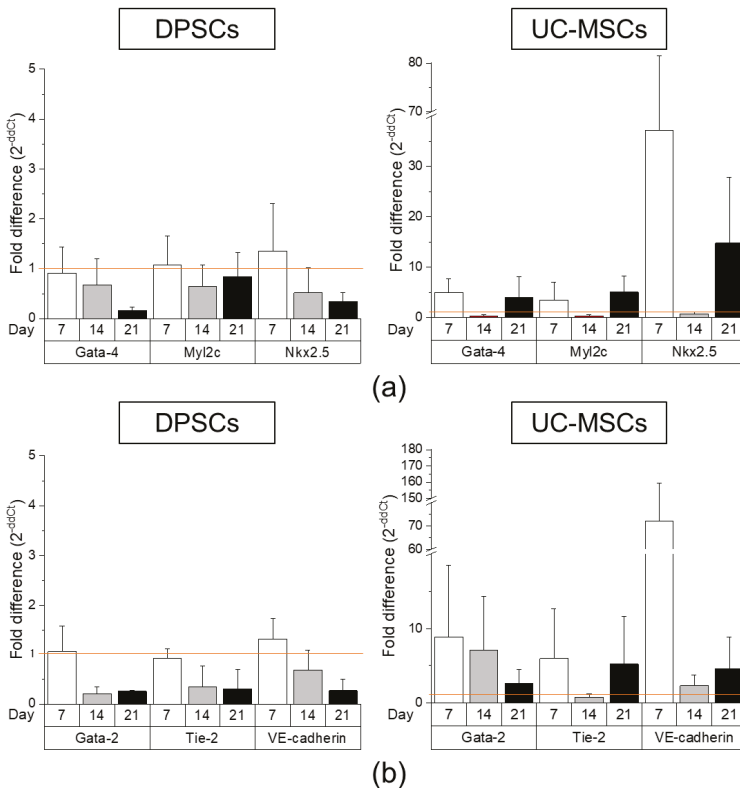 DPSCs
UC-MSCs
Fold difference (2-ddCt)
5
4
3
2
1
0
Day 7 14 21 7 14 21 7 14 21
Gata-4 Myl2c Nkx2.5
Fold difference (2-ddCt)
80
70
30
20
10
5
0
Day 7 14 21 7 14 21 7 14 21
Gata-4 Myl2c Nkx2.5
(a)
DPSCs
UC-MSCs
Fold difference (2-ddCt)
5
4
3
2
1
0
Day 7 14 21 7 14 21 7 14 21
Gata-2 Tie-2 VE-cadherin
Fold difference (2-ddCt)
180
170
160
150
70
60
10
5
0
Day 7 14 21 7 14 21 7 14 21
Gata-2 Tie-2 VE-cadherin
(b)